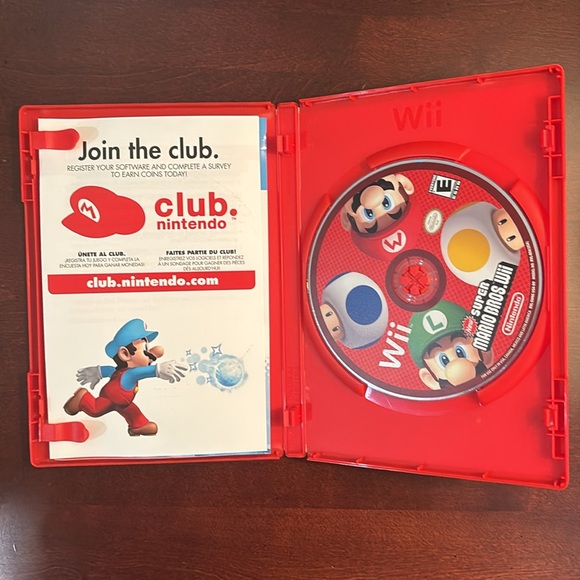 Join the club.
REGISTER YOUR SOFTWARE AND COMPLETE A SURVEY
TO EARN COINS TODAY!
M
club.
nintendo
ÚNETE AL CLUB.
¡REGISTRA TU JUEGO Y COMPLETA LA
ENCUESTA HOY PARA GANAR MONEDAS!
FAITES PARTIE DU CLUB!
ENREGISTREZ VOS LOGICIELS ET RÉPONDEZ
À UN SONDAGE POUR GAGNER DES PIÈCES
DÈS AUJOURD'HUI!
club.nintendo.com
Wii
E
Wii
L
New
SUPER
MARIO BROS. Wii
Nintendo